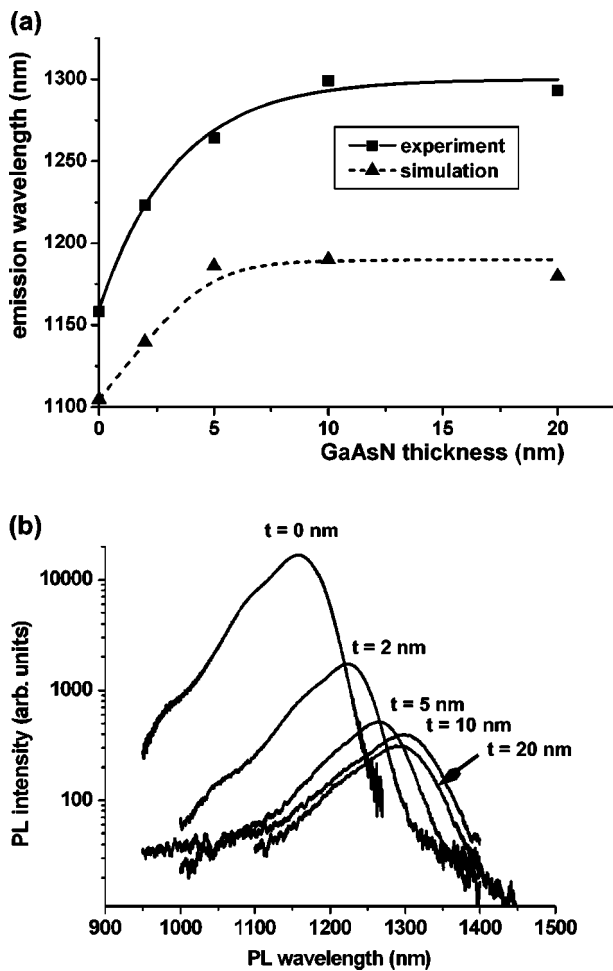 (a)
1300
1250
1200
1150
1100
emission wavelength (nm)
experiment
simulation
0
5
10
15
20
GaAsN thickness (nm)
(b)
t = 0 nm
10000
t = 2 nm
1000
t = 5 nm
t = 10 nm
t = 20 nm
100
PL intensity (arb. units)
900
1000
1100
1200
1300
1400
1500
PL wavelength (nm)